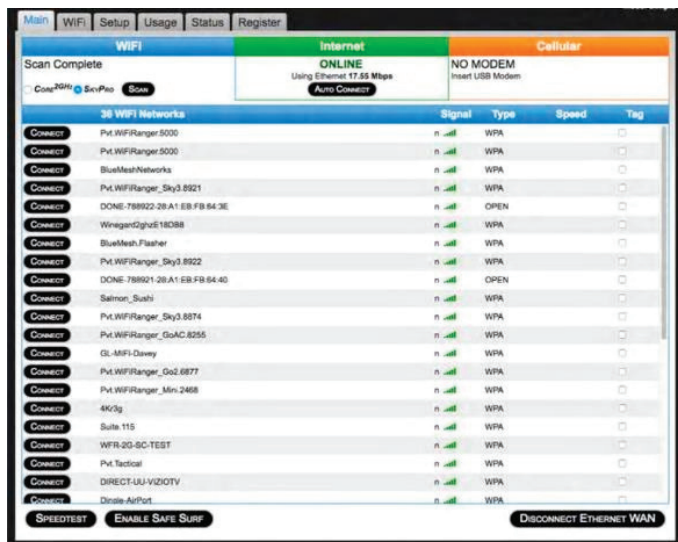 Main WiFi Setup Usage Status Register
WiFi Internet Cellular
Scan Complete ONLINE NO MODEM
Using Ethernet 17.55 Mbps Insert USB Modem
Core2GHz SkyPro Scan Auto Connect
36 WiFi Networks Signal Type Speed Tag
Connect Pvt.WiFiRanger.5000 n WPA
Connect Pvt.WiFiRanger.5000 n WPA
Connect BlueMeshNetworks n WPA
Connect Pvt.WiFiRanger_Sky3.8921 n WPA
Connect DONE-788922-28:A1:EB:FB:64:3E n OPEN
Connect Winegard2ghzE18DB8 n WPA
Connect BlueMesh.Flasher n WPA
Connect Pvt.WiFiRanger_Sky3.8922 n WPA
Connect DONE-788921-28:A1:EB:FB:64:40 n OPEN
Connect Salmon_Sushi n WPA
Connect Pvt.WiFiRanger_Sky3.8874 n WPA
Connect Pvt.WiFiRanger_GoAC.8255 n WPA
Connect GL-MIFI-Davey n WPA
Connect Pvt.WiFiRanger_Go2.6877 n WPA
Connect Pvt.WiFiRanger_Mini.2468 n WPA
Connect 4Kr3g n WPA
Connect Suite.115 n WPA
Connect WFR-2G-SC-TEST n WPA
Connect Pvt.Tactical n WPA
Connect DIRECT-UU-VIZIOTV n WPA
Connect Dingle-AirPort n WPA
Speedtest Enable Safe Surf Disconnect Ethernet WAN